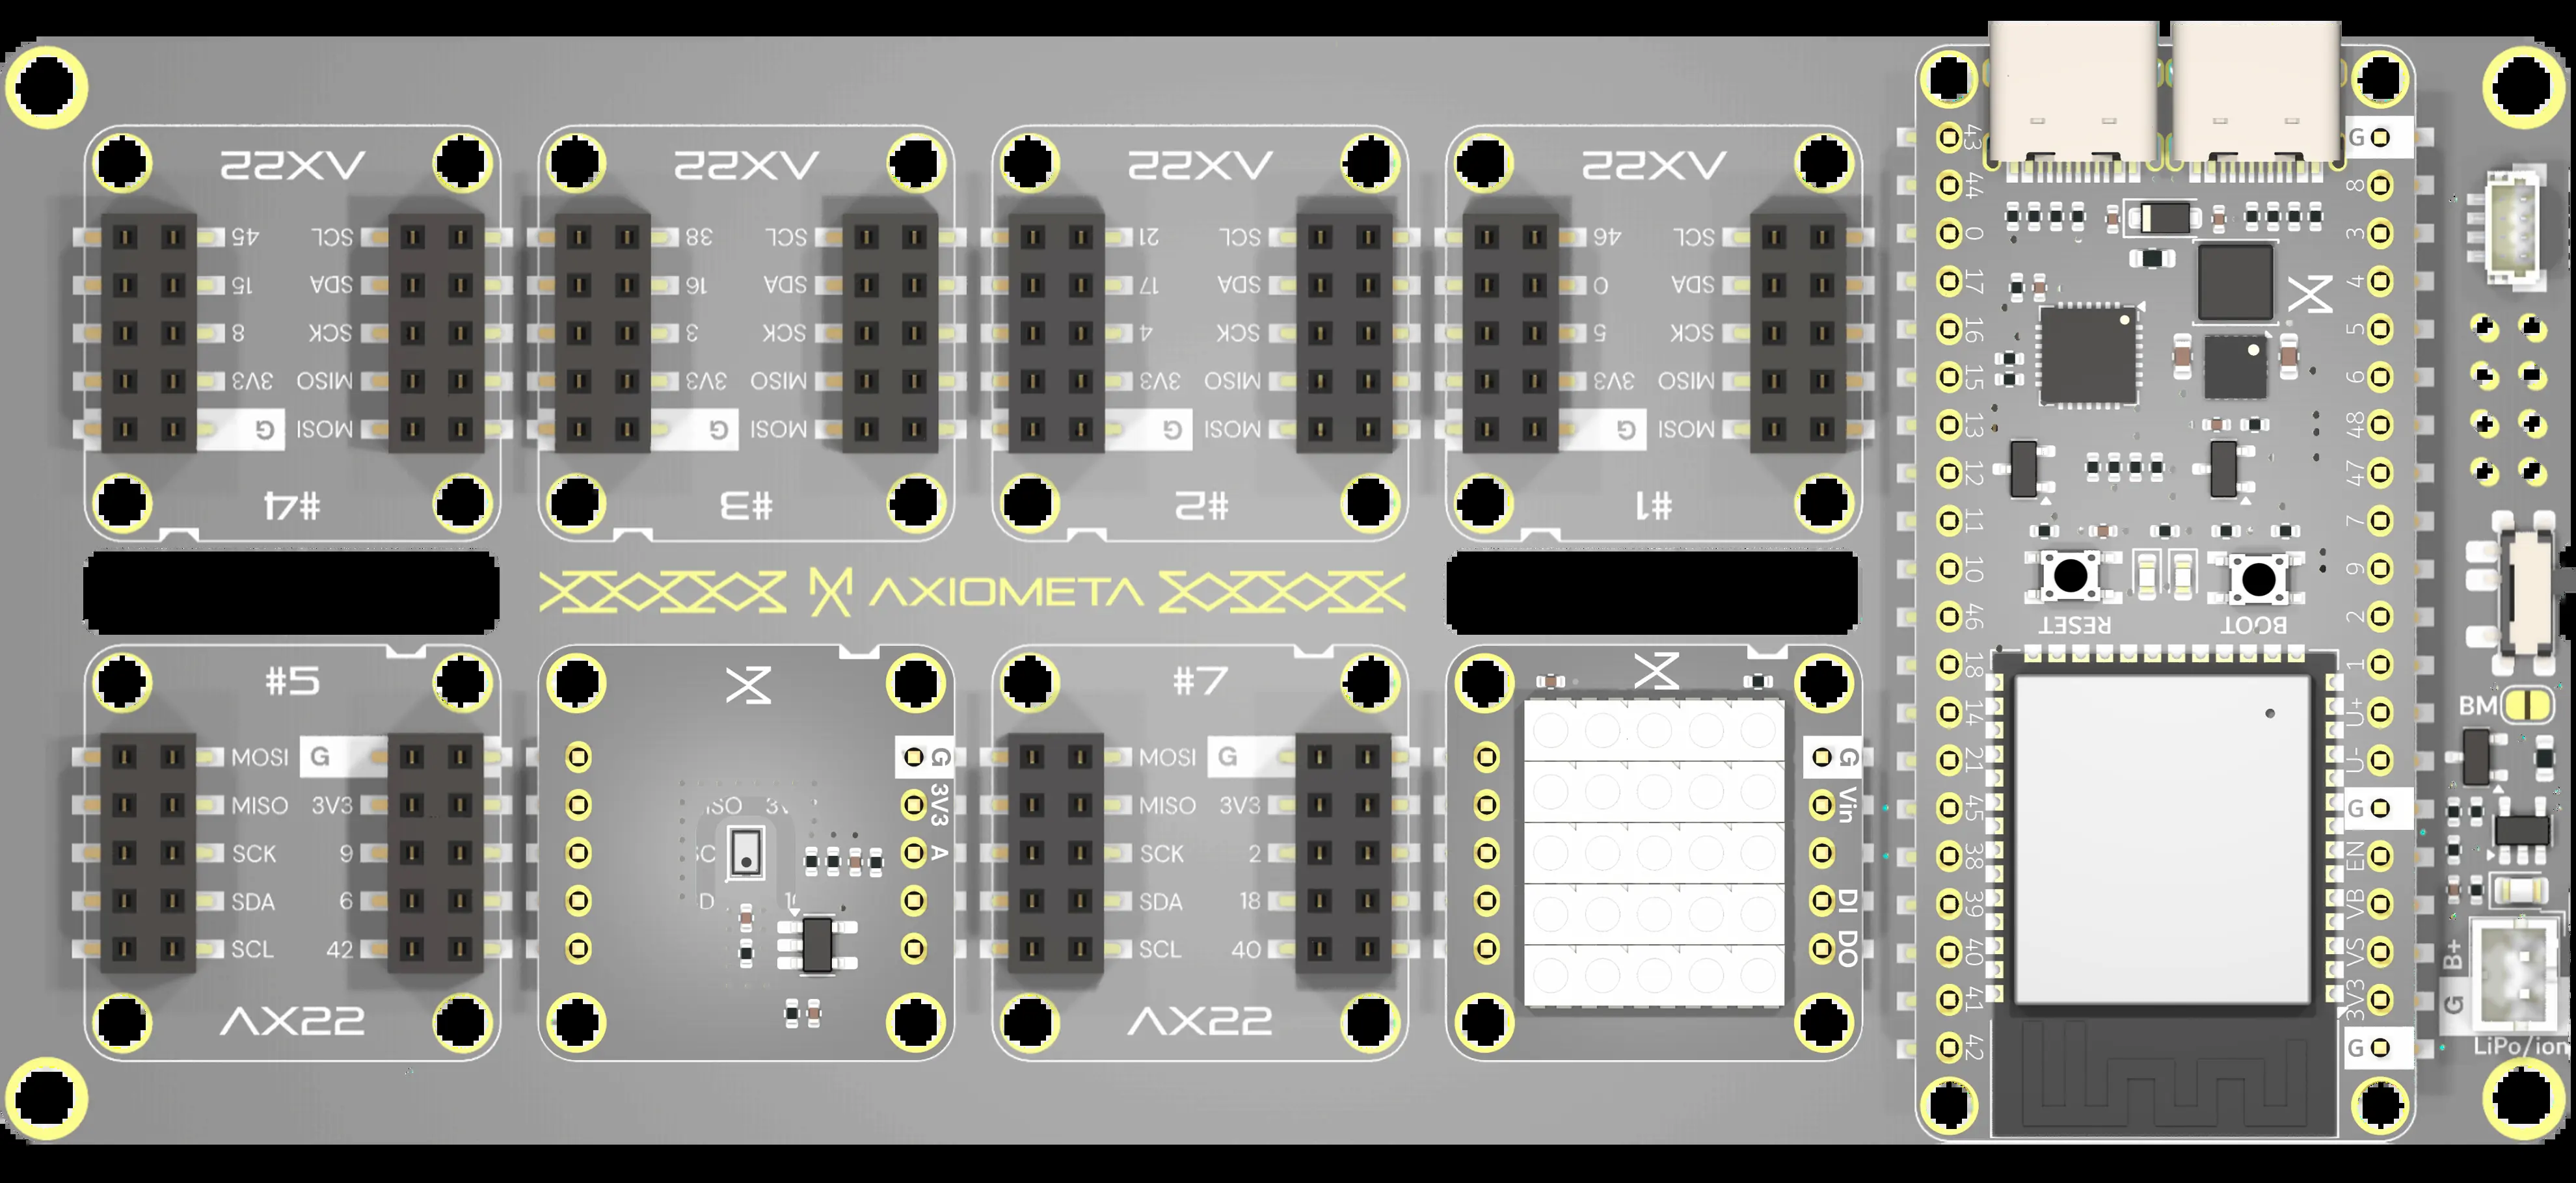 AX22
AX22
AX22
AX22
45 SCL
15 SDA
8 SCK
3V3 MISO
G MOSI
#4
38 SCL
16 SDA
3 SCK
3V3 MISO
G MOSI
#3
21 SCL
17 SDA
4 SCK
3V3 MISO
G MOSI
#2
46 SCL
0 SDA
5 SCK
3V3 MISO
G MOSI
#1
AXIOMETA
#5
MOSI G
MISO 3V3
SCK 9
SDA 6
SCL 42
AX22
G
3V3
A
#7
MOSI G
MISO 3V3
SCK 2
SDA 18
SCL 40
AX22
G
Vin
DI
DO
43
44
0
17
16
15
13
12
11
10
46
18
14
21
45
38
39
40
41
42
RESET
BOOT
G
8
3
4
5
6
48
47
7
9
2
1
U+
U-
G
EN
VB
VS
3V3
G
BM
B+
G
LiPo/ion